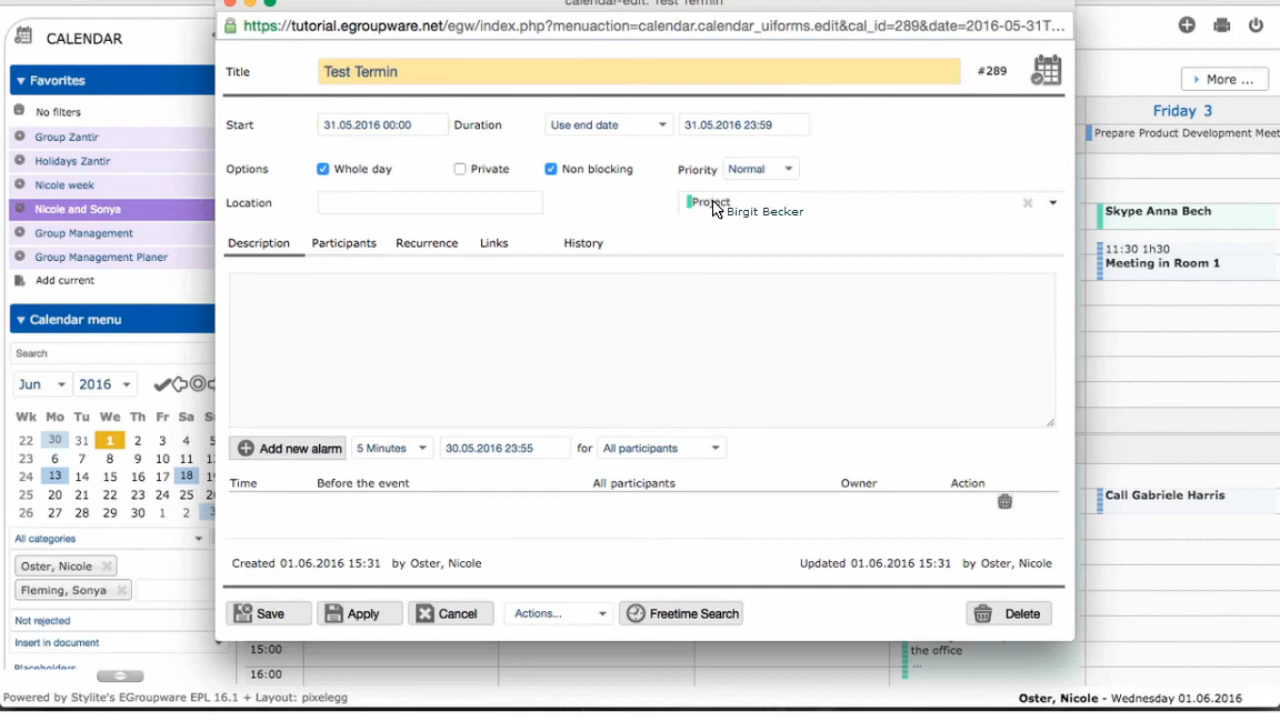 calendar-edit: Test Termin
https://tutorial.egroupware.net/egw/index.php?menuaction=calendar.calendar_uiforms.edit&cal_id=289&date=2016-05-31T...
CALENDAR
Favorites
No filters
Group Zantir
Holidays Zantir
Nicole week
Nicole and Sonya
Group Management
Group Management Planer
Add current
Calendar menu
Search
Jun 2016
Wk Mo Tu We Th Fr Sa
22 30 31 1 2 3 4
23 6 7 8 9 10 11
24 13 14 15 16 17 18
25 20 21 22 23 24 25
26 27 28 29 30 1 2
All categories
Oster, Nicole
Fleming, Sonya
Not rejected
Insert in document
Placeholders
Title Test Termin #289
Start 31.05.2016 00:00 Duration Use end date 31.05.2016 23:59
Options Whole day Private Non blocking Priority Normal
Location Project
Birgit Becker
Description Participants Recurrence Links History
Add new alarm 5 Minutes 30.05.2016 23:55 for All participants
Time Before the event All participants Owner Action
Created 01.06.2016 15:31 by Oster, Nicole Updated 01.06.2016 15:31 by Oster, Nicole
Save Apply Cancel Actions... Freetime Search Delete
More ...
Friday 3
Prepare Product Development Meet
Skype Anna Bech
11:30 1h30
Meeting in Room 1
Call Gabriele Harris
15:00
the office
...
16:00
Powered by Stylite's EGroupware EPL 16.1 + Layout: pixelegg
Oster, Nicole - Wednesday 01.06.2016